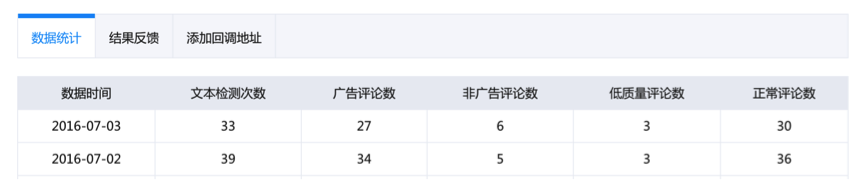 数据统计 结果反馈 添加回调地址
数据时间 文本检测次数 广告评论数 非广告评论数 低质量评论数 正常评论数
2016-07-03 33 27 6 3 30
2016-07-02 39 34 5 3 36